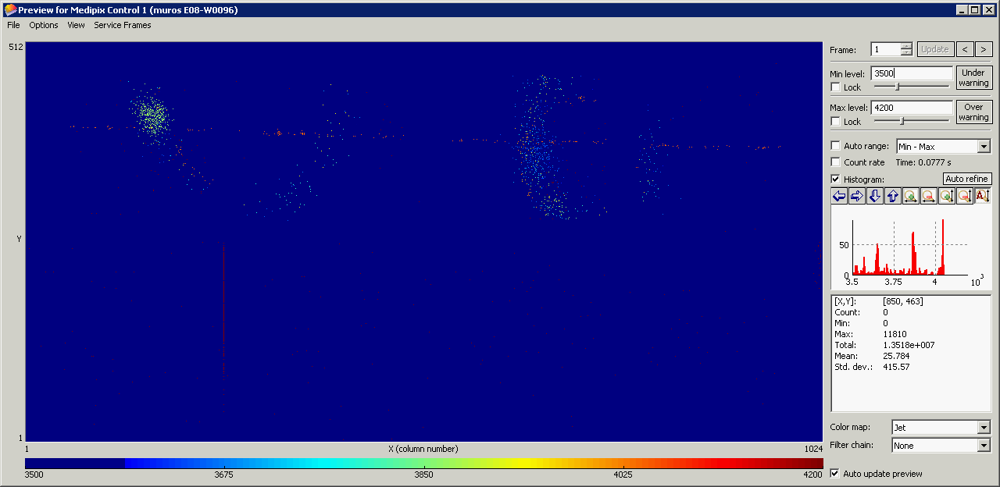 Preview for Medipix Control 1 (muros E08-W0096)
File Options View Service Frames
512
Y
1
1 X (column number) 1024
3500 3675 3850 4025 4200
Frame: 1 Update < >
Min level: 3500 Under warning
Lock
Max level: 4200 Over warning
Lock
Auto range: Min - Max
Count rate Time: 0.0777 s
Histogram: Auto refine
A
50
0
3.5 3.75 4 10^3
[X,Y]: [850, 463]
Count: 0
Min: 0
Max: 11810
Total: 1.3518e+007
Mean: 25.784
Std. dev.: 415.57
Color map: Jet
Filter chain: None
Auto update preview